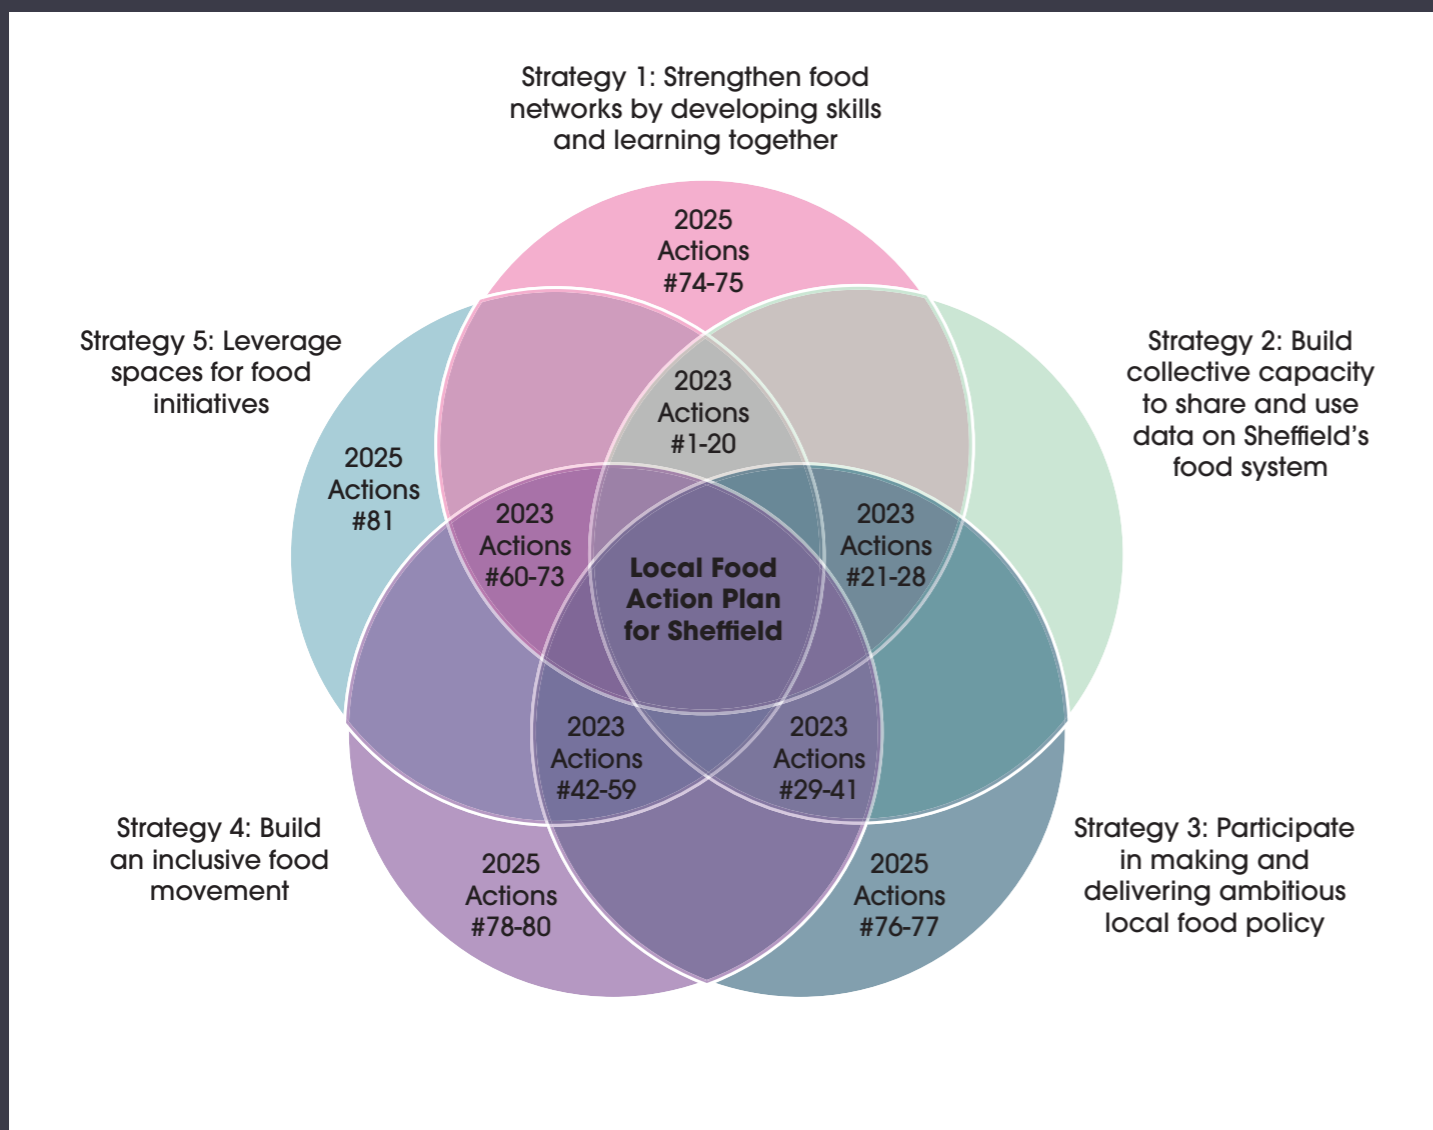 Strategy 1: Strengthen food
networks by developing skills
and learning together
2025
Actions
#74-75
Strategy 5: Leverage
spaces for food
initiatives
Strategy 2: Build
collective capacity
to share and use
data on Sheffield's
food system
2023
Actions
#1-20
2025
Actions
#81
2023
Actions
#60-73
2023
Actions
#21-28
Local Food
Action Plan
for Sheffield
2023
Actions
#42-59
2023
Actions
#29-41
Strategy 4: Build
an inclusive food
movement
2025
Actions
#78-80
2025
Actions
#76-77
Strategy 3: Participate
in making and
delivering ambitious
local food policy